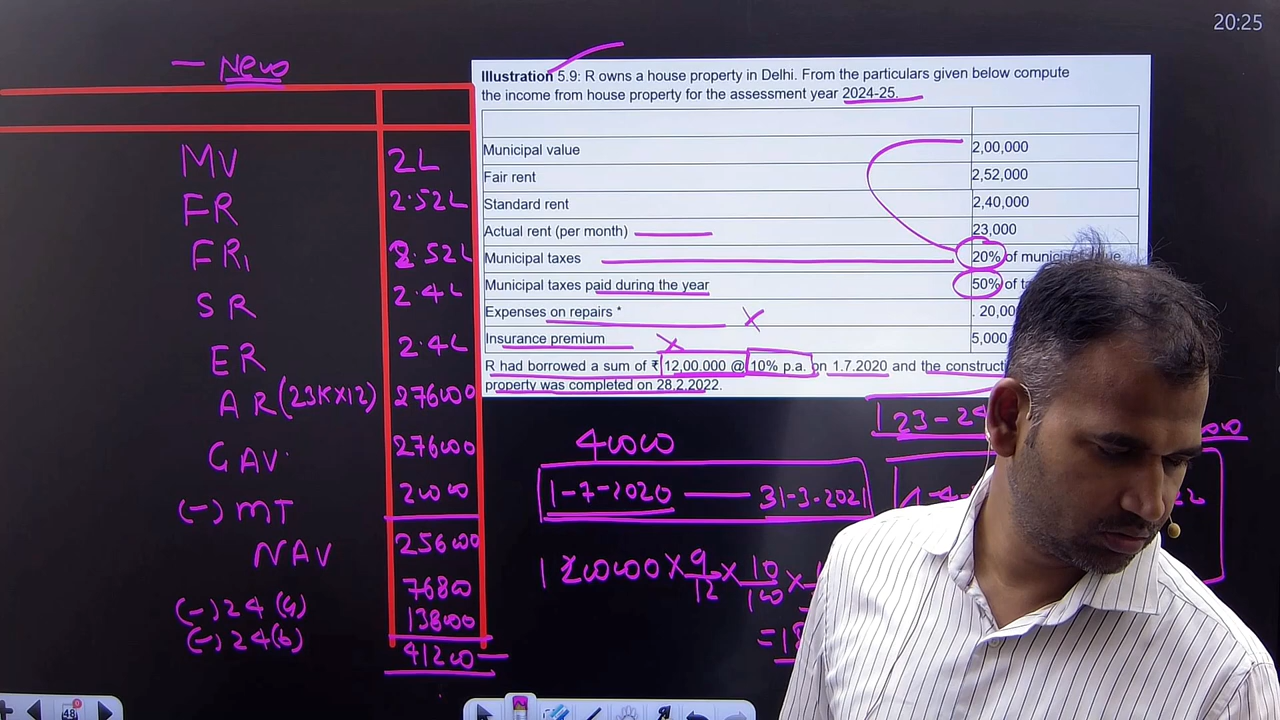 20:25
— New
Illustration 5.9: R owns a house property in Delhi. From the particulars given below compute
the income from house property for the assessment year 2024-25.
Municipal value 2,00,000
Fair rent 2,52,000
Standard rent 2,40,000
Actual rent (per month) 23,000
Municipal taxes 20% of
Municipal taxes paid during the year 50% of
Expenses on repairs * . 20,00
Insurance premium 5,000
R had borrowed a sum of ₹ 12,00.000 @ 10% p.a. on 1.7.2020 and the
property was completed on 28.2.2022.
MV 2L
FR 2.52L
FR1 2.52L
SR 2.4L
ER 2.4L
AR (23K×12) 276000
GAV 276000
(-) MT 20000
NAV 256000
(-) 24(a) 76800
(-) 24(b) 138000
41200
23-24
40000
1-7-2020 — 31-3-2021
1200000 × 9/12 × 10/100 ×
= 18
48